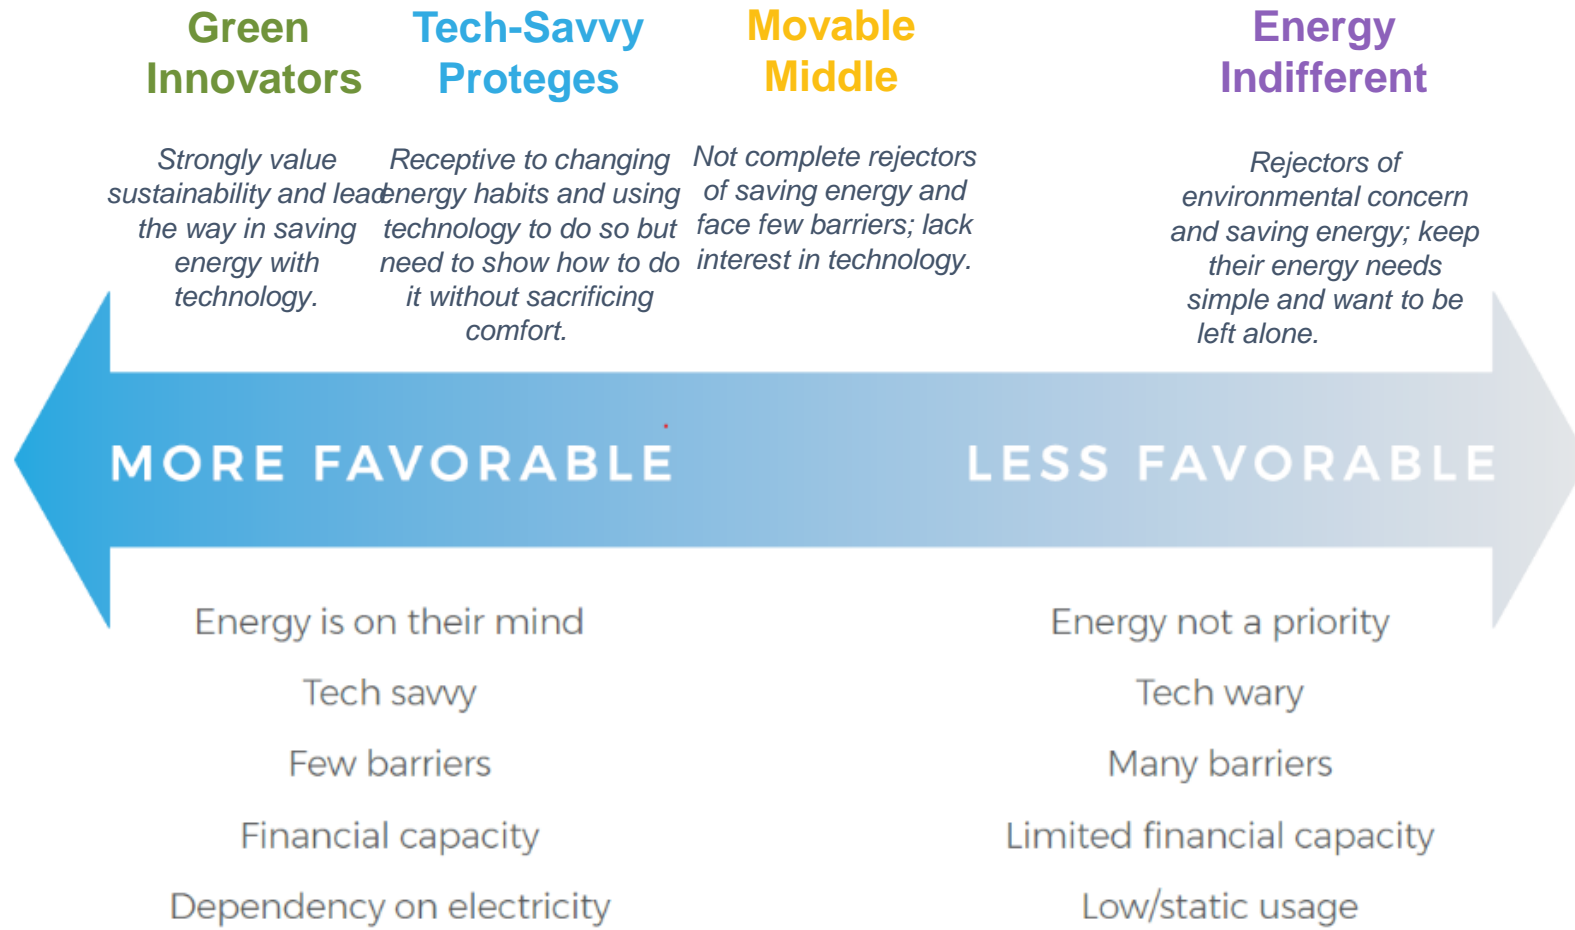 Green
Innovators
Strongly value
sustainability and lead
the way in saving
energy with
technology.
Tech-Savvy
Proteges
Receptive to changing
energy habits and using
technology to do so but
need to show how to do
it without sacrificing
comfort.
Movable
Middle
Not complete rejectors
of saving energy and
face few barriers; lack
interest in technology.
Energy
Indifferent
Rejectors of
environmental concern
and saving energy; keep
their energy needs
simple and want to be
left alone.
MORE FAVORABLE
LESS FAVORABLE
Energy is on their mind
Tech savvy
Few barriers
Financial capacity
Dependency on electricity
Energy not a priority
Tech wary
Many barriers
Limited financial capacity
Low/static usage